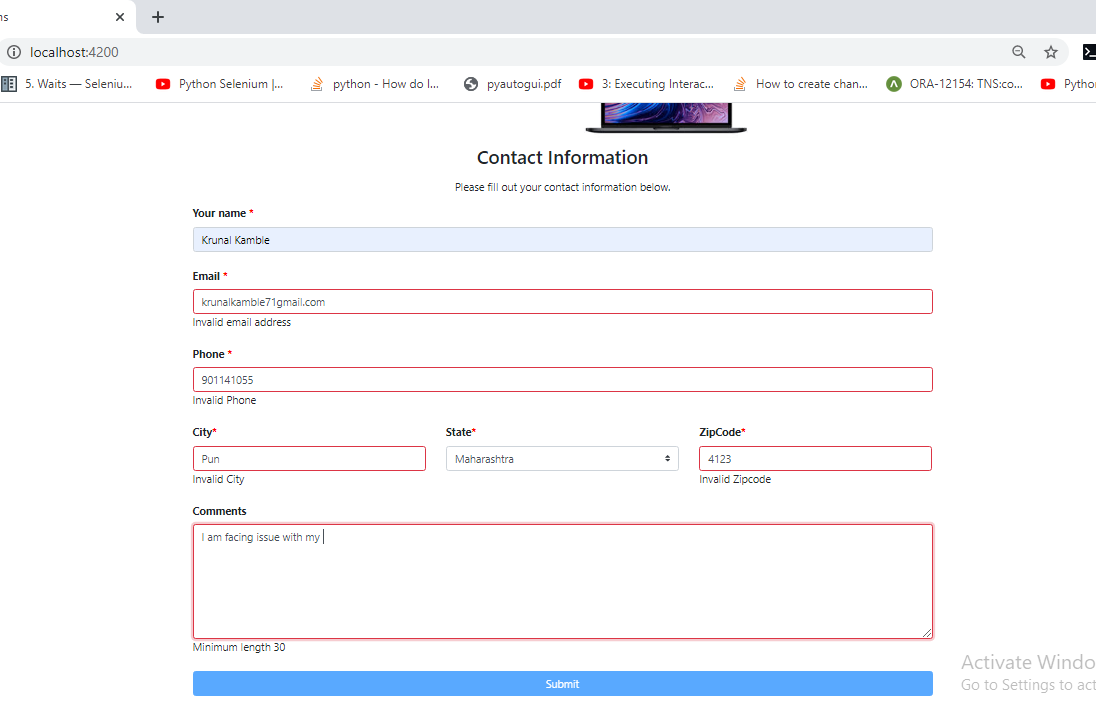 ns
localhost:4200
5. Waits — Seleniu... Python Selenium |... python - How do I... pyautogui.pdf 3: Executing Interac... How to create chan... ORA-12154: TNS:co... Pytho
Contact Information
Please fill out your contact information below.
Your name *
Krunal Kamble
Email *
krunalkamble71gmail.com
Invalid email address
Phone *
901141055
Invalid Phone
City* State* ZipCode*
Pun Maharashtra 4123
Invalid City Invalid Zipcode
Comments
I am facing issue with my
Minimum length 30
Submit
Activate Windo
Go to Settings to act